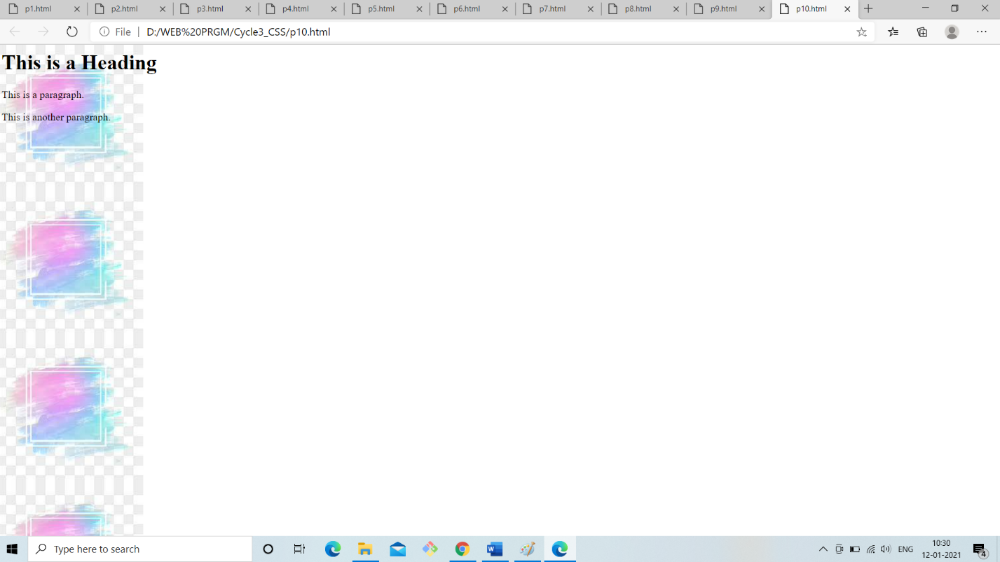 p1.html p2.html p3.html p4.html p5.html p6.html p7.html p8.html p9.html p10.html
File | D:/WEB%20PRGM/Cycle3_CSS/p10.html
This is a Heading
This is a paragraph.
This is another paragraph.
Type here to search
ENG
10:30
12-01-2021
4